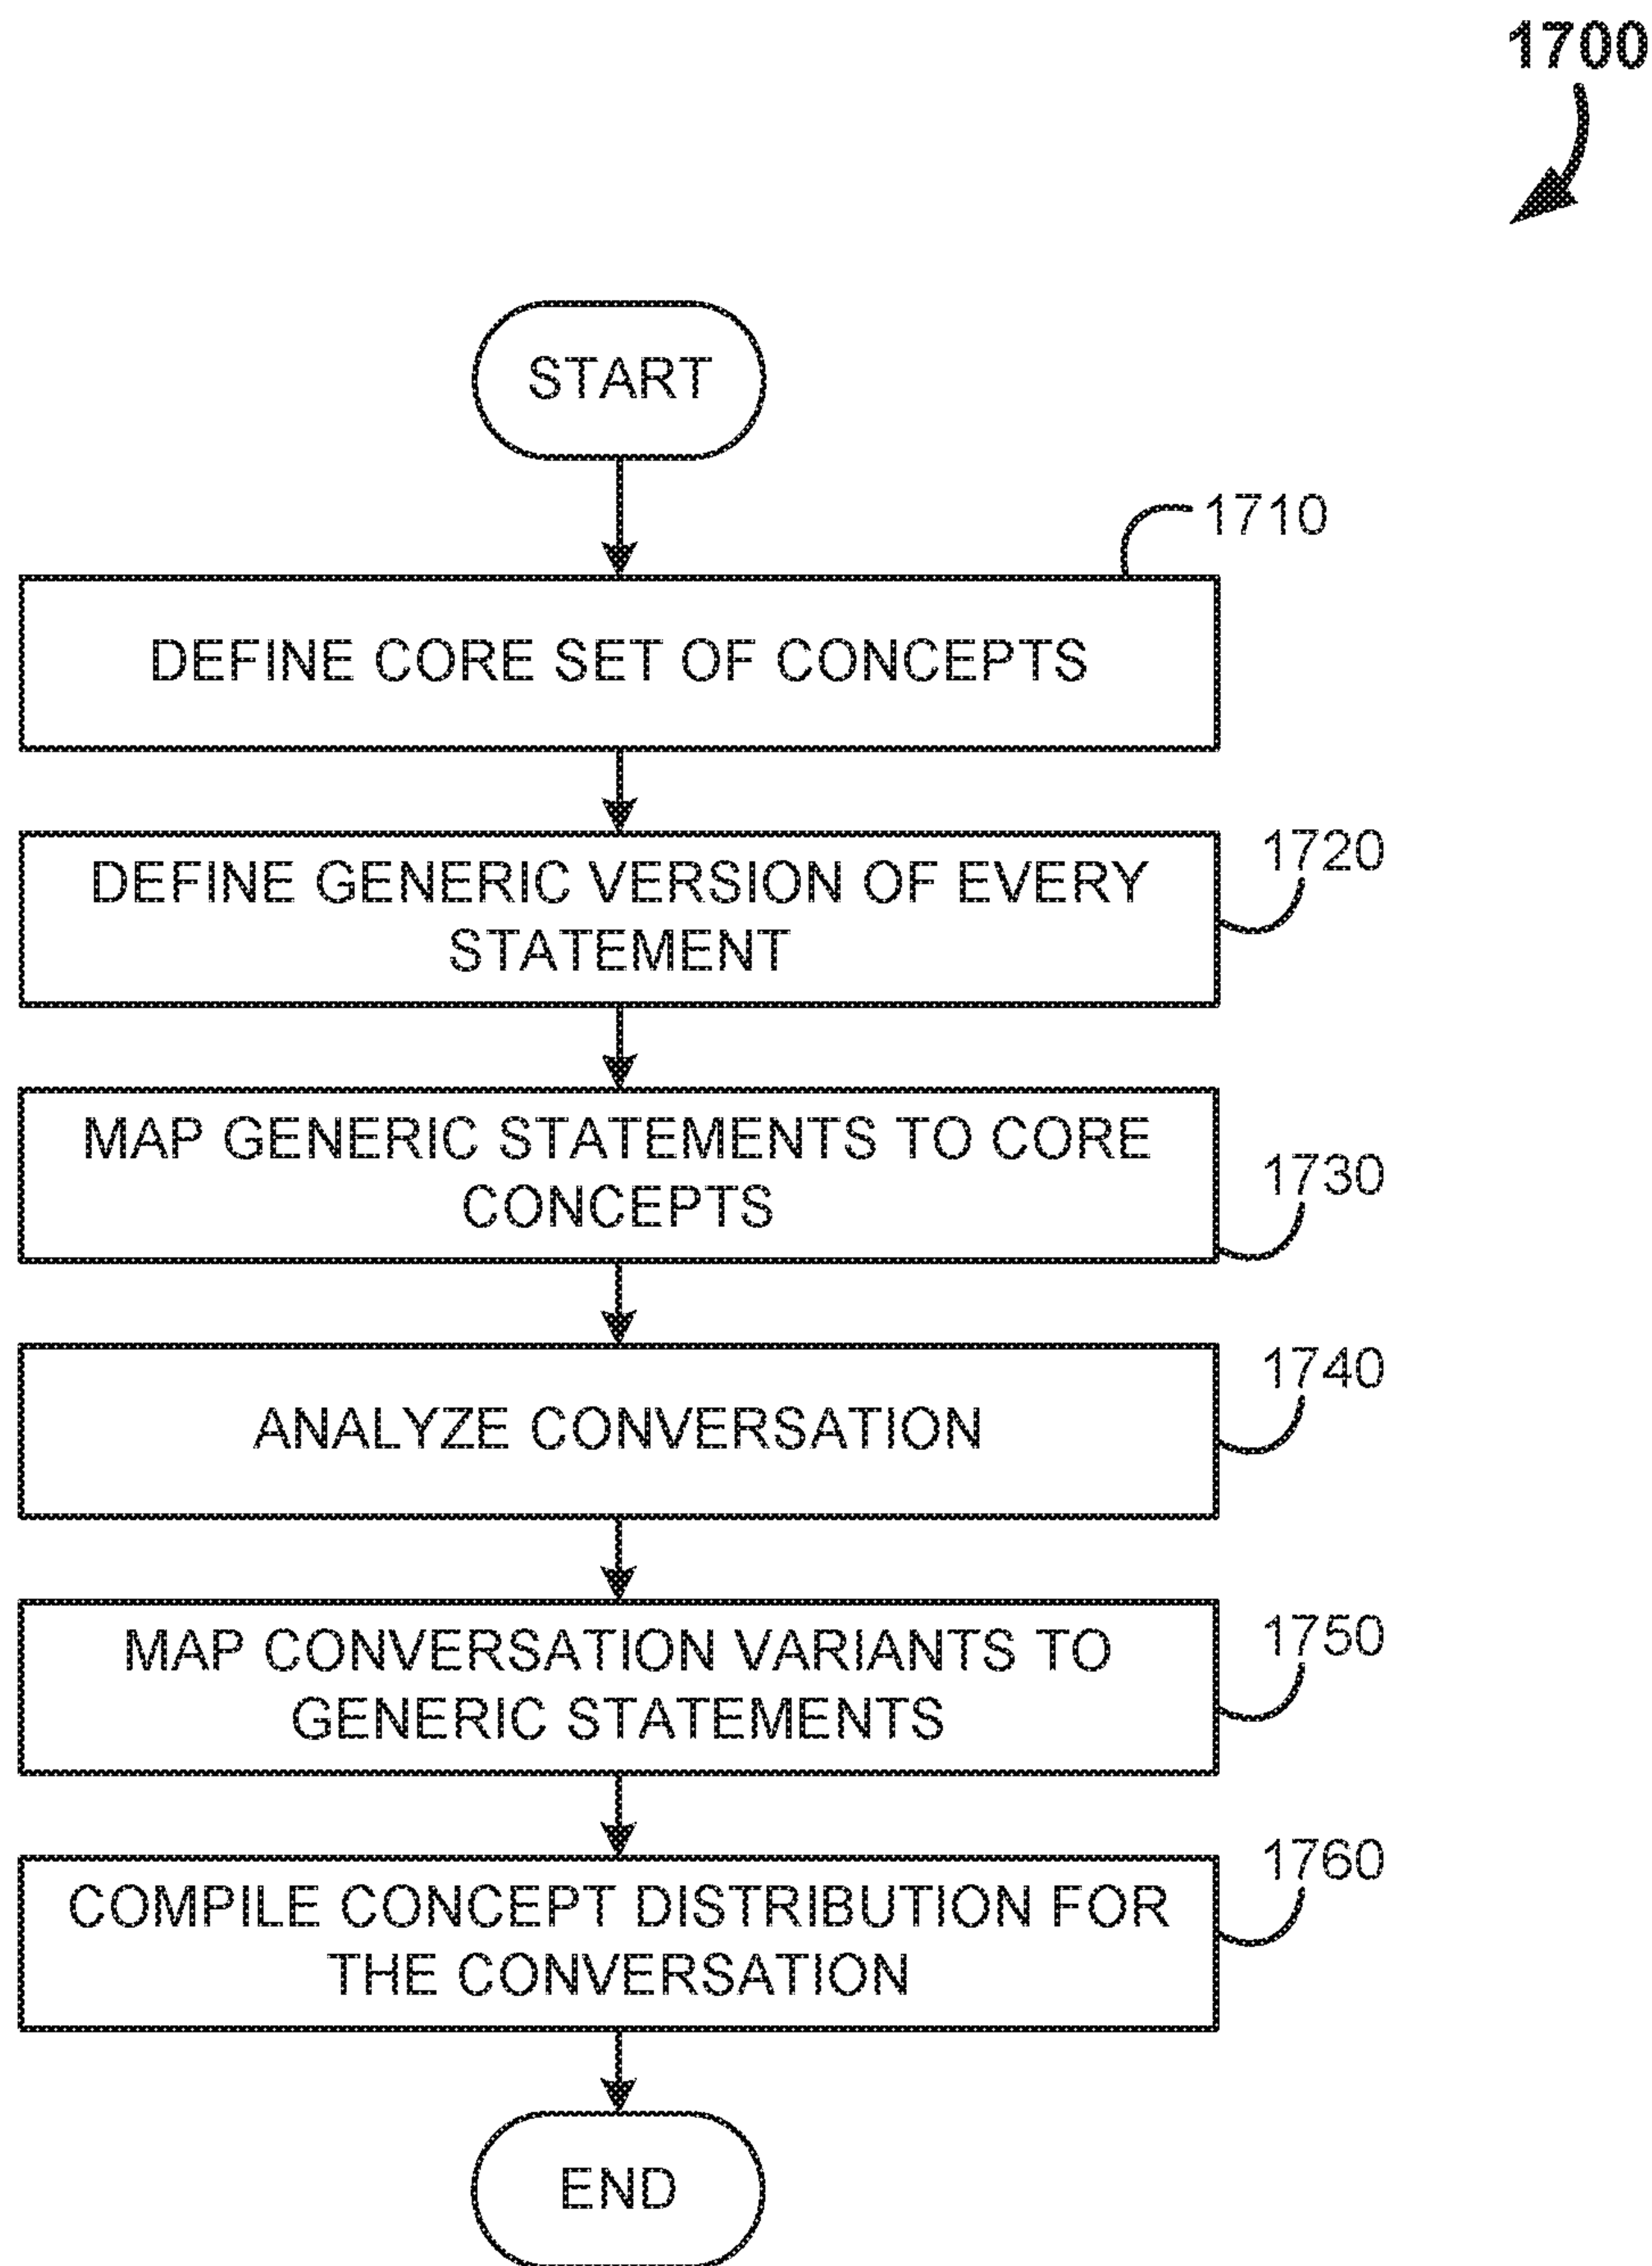 1700
START
1710
DEFINE CORE SET OF CONCEPTS
1720
DEFINE GENERIC VERSION OF EVERY
STATEMENT
MAP GENERIC STATEMENTS TO CORE
CONCEPTS
1730
1740
ANALYZE CONVERSATION
1750
MAP CONVERSATION VARIANTS TO
GENERIC STATEMENTS
1760
COMPILE CONCEPT DISTRIBUTION FOR
THE CONVERSATION
END